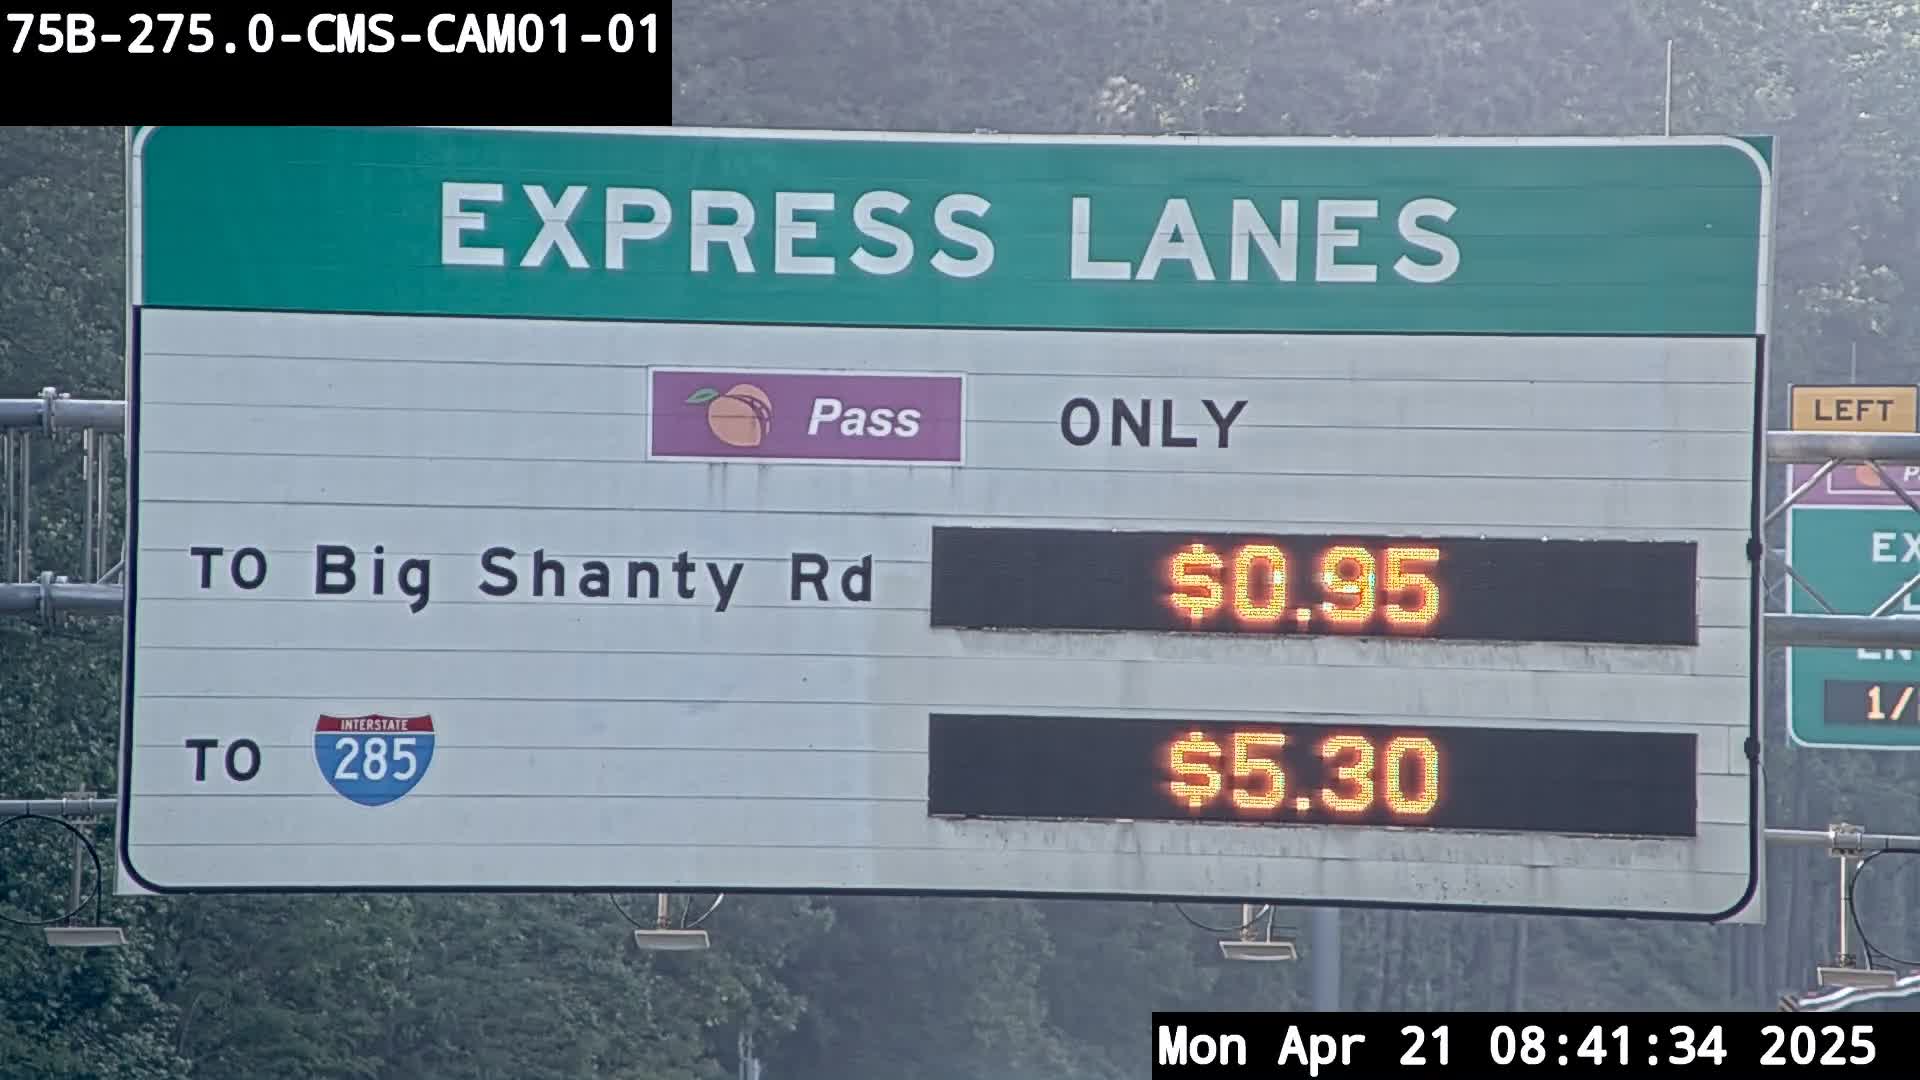 75B-275.0-CMS-CAM01-01
EXPRESS LANES
Pass ONLY
TO Big Shanty Rd $0.95
TO INTERSTATE 285 $5.30
LEFT
1/
Mon Apr 21 08:41:34 2025